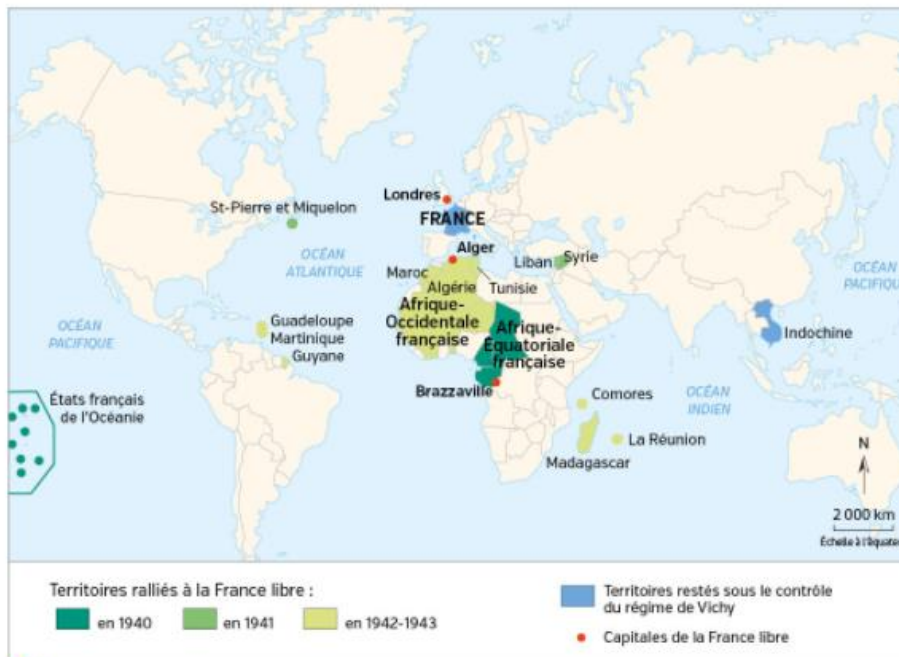 Londres
St-Pierre et Miquelon
FRANCE
OCÉAN
ATLANTIQUE
Alger
Liban
Syrie
Maroc
Algérie
Tunisie
OCÉAN
PACIFIQU
OCÉAN
PACIFIQUE
Guadeloupe
Martinique
Guyane
Afrique-
Occidentale
française
Afrique-
Équatoriale
française
Indochine
Brazzaville
États français
de l'Océanie
Comores
OCÉAN
INDIEN
La Réunion
Madagascar
N
2 000 km
Échelle à l'équateu
Territoires ralliés à la France libre :
en 1940
en 1941
en 1942-1943
Territoires restés sous le contrôle
du régime de Vichy
Capitales de la France libre